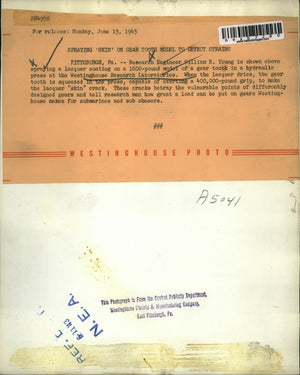 204950
For release: Sunday, June 13, 1943
SPRAYING "SKIN" ON GEAR TOOTH MODEL TO DETECT STRAINS
PITTSBURGH, Pa. -- Research Engineer William E. Young is shown above
spraying a lacquer coating on a 1600-pound model of a gear tooth in a hydraulic
press at the Westinghouse Research Laboratories. When the lacquer dries, the gear
tooth is squeezed in the press, capable of exerting a 400,000-pound grip, to make
the lacquer "skin" crack. These cracks betray the vulnerable points of differently
designed gears and tell research men how great a load can be put on gears Westing-
house makes for submarines and sub chasers.
###
WESTINGHOUSE PHOTO
A5041
This Photograph is From the Central Publicity Department,
Westinghouse Electric & Manufacturing Company,
East Pittsburgh, Pa.
REF. D
6-11-43
N.E.A.